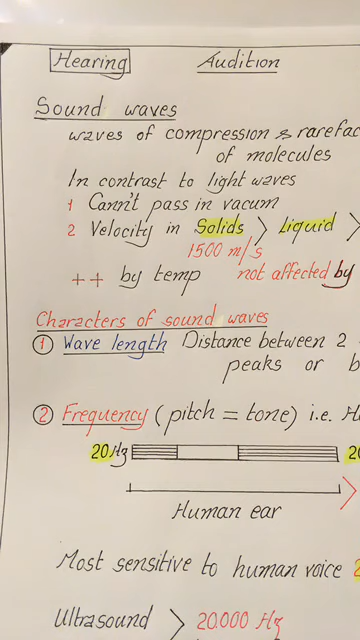 Hearing Audition
Sound waves
waves of compression & rarefac
of molecules
In contrast to light waves
1 Cann't pass in vacum
2 Velocity in Solids > Liquid >
1500 m/s
++ by temp not affected by
Characters of sound waves
① Wave length Distance between 2
peaks or b
② Frequency (pitch = tone) i.e. H
20 Hz 20
Human ear
Most sensitive to human voice 2
Ultrasound > 20.000 Hz